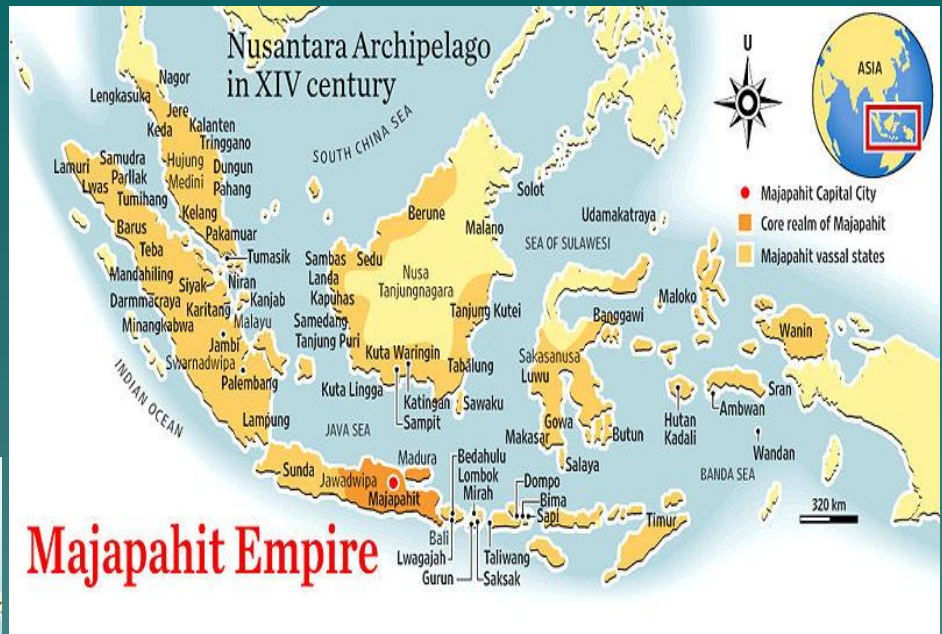 Nusantara Archipelago
in XIV century
U
ASIA
Majapahit Capital City
Core realm of Majapahit
Majapahit vassal states
Nagor
Lengkasuka
Jere
Keda
Kalanten
Tringgano
Hujung
Medini
Dungun
Pahang
Kelang
Pakamuar
Tumasik
SOUTH CHINA SEA
Lamuri
Samudra
Parllak
Lwas
Tumihang
Barus
Teba
Mandahiling
Siyak
Niran
Kanjab
Darmmacraya
Karitang
Minangkabwa
Malayu
Jambi
Swarnadwipa
Palembang
Lampung
INDIAN OCEAN
Solot
Berune
Malano
Udamakatraya
SEA OF SULAWESI
Sambas
Sedu
Landa
Kapuhas
Nusa
Tanjungnagara
Samedang
Tanjung Puri
Tanjung Kutei
Kuta Waringin
Tabalung
Kuta Lingga
Katingan
Sampit
Sawaku
Maloko
Banggawi
Sakasanusa
Luwu
Gowa
Makasar
Butun
Salaya
Wanin
Sran
Hutan
Kadali
Ambwan
Wandan
BANDA SEA
JAVA SEA
Sunda
Jawadwipa
Madura
Majapahit
Bedahulu
Lombok
Mirah
Bali
Lwagajah
Gurun
Saksak
Taliwang
Dompo
Bima
Sapi
Timur
320 km
Majapahit Empire